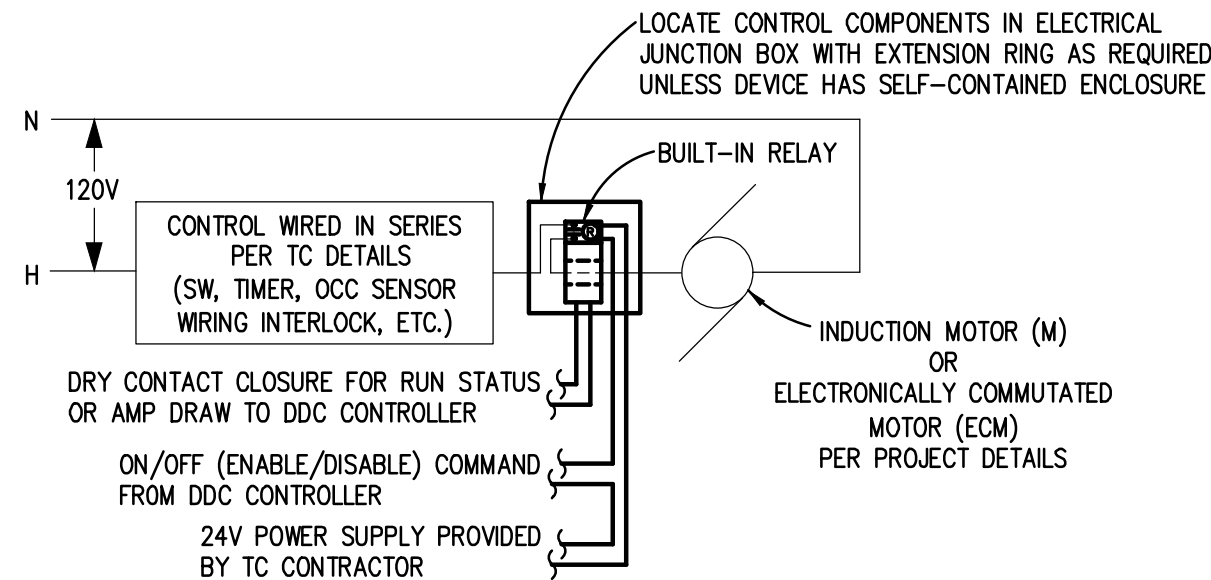 LOCATE CONTROL COMPONENTS IN ELECTRICAL
JUNCTION BOX WITH EXTENSION RING AS REQUIRED
UNLESS DEVICE HAS SELF-CONTAINED ENCLOSURE
N
BUILT-IN RELAY
120V
CONTROL WIRED IN SERIES
PER TC DETAILS
(SW, TIMER, OCC SENSOR
WIRING INTERLOCK, ETC.)
R
H
INDUCTION MOTOR (M)
OR
ELECTRONICALLY COMMUTATED
MOTOR (ECM)
PER PROJECT DETAILS
DRY CONTACT CLOSURE FOR RUN STATUS
OR AMP DRAW TO DDC CONTROLLER
ON/OFF (ENABLE/DISABLE) COMMAND
FROM DDC CONTROLLER
24V POWER SUPPLY PROVIDED
BY TC CONTRACTOR